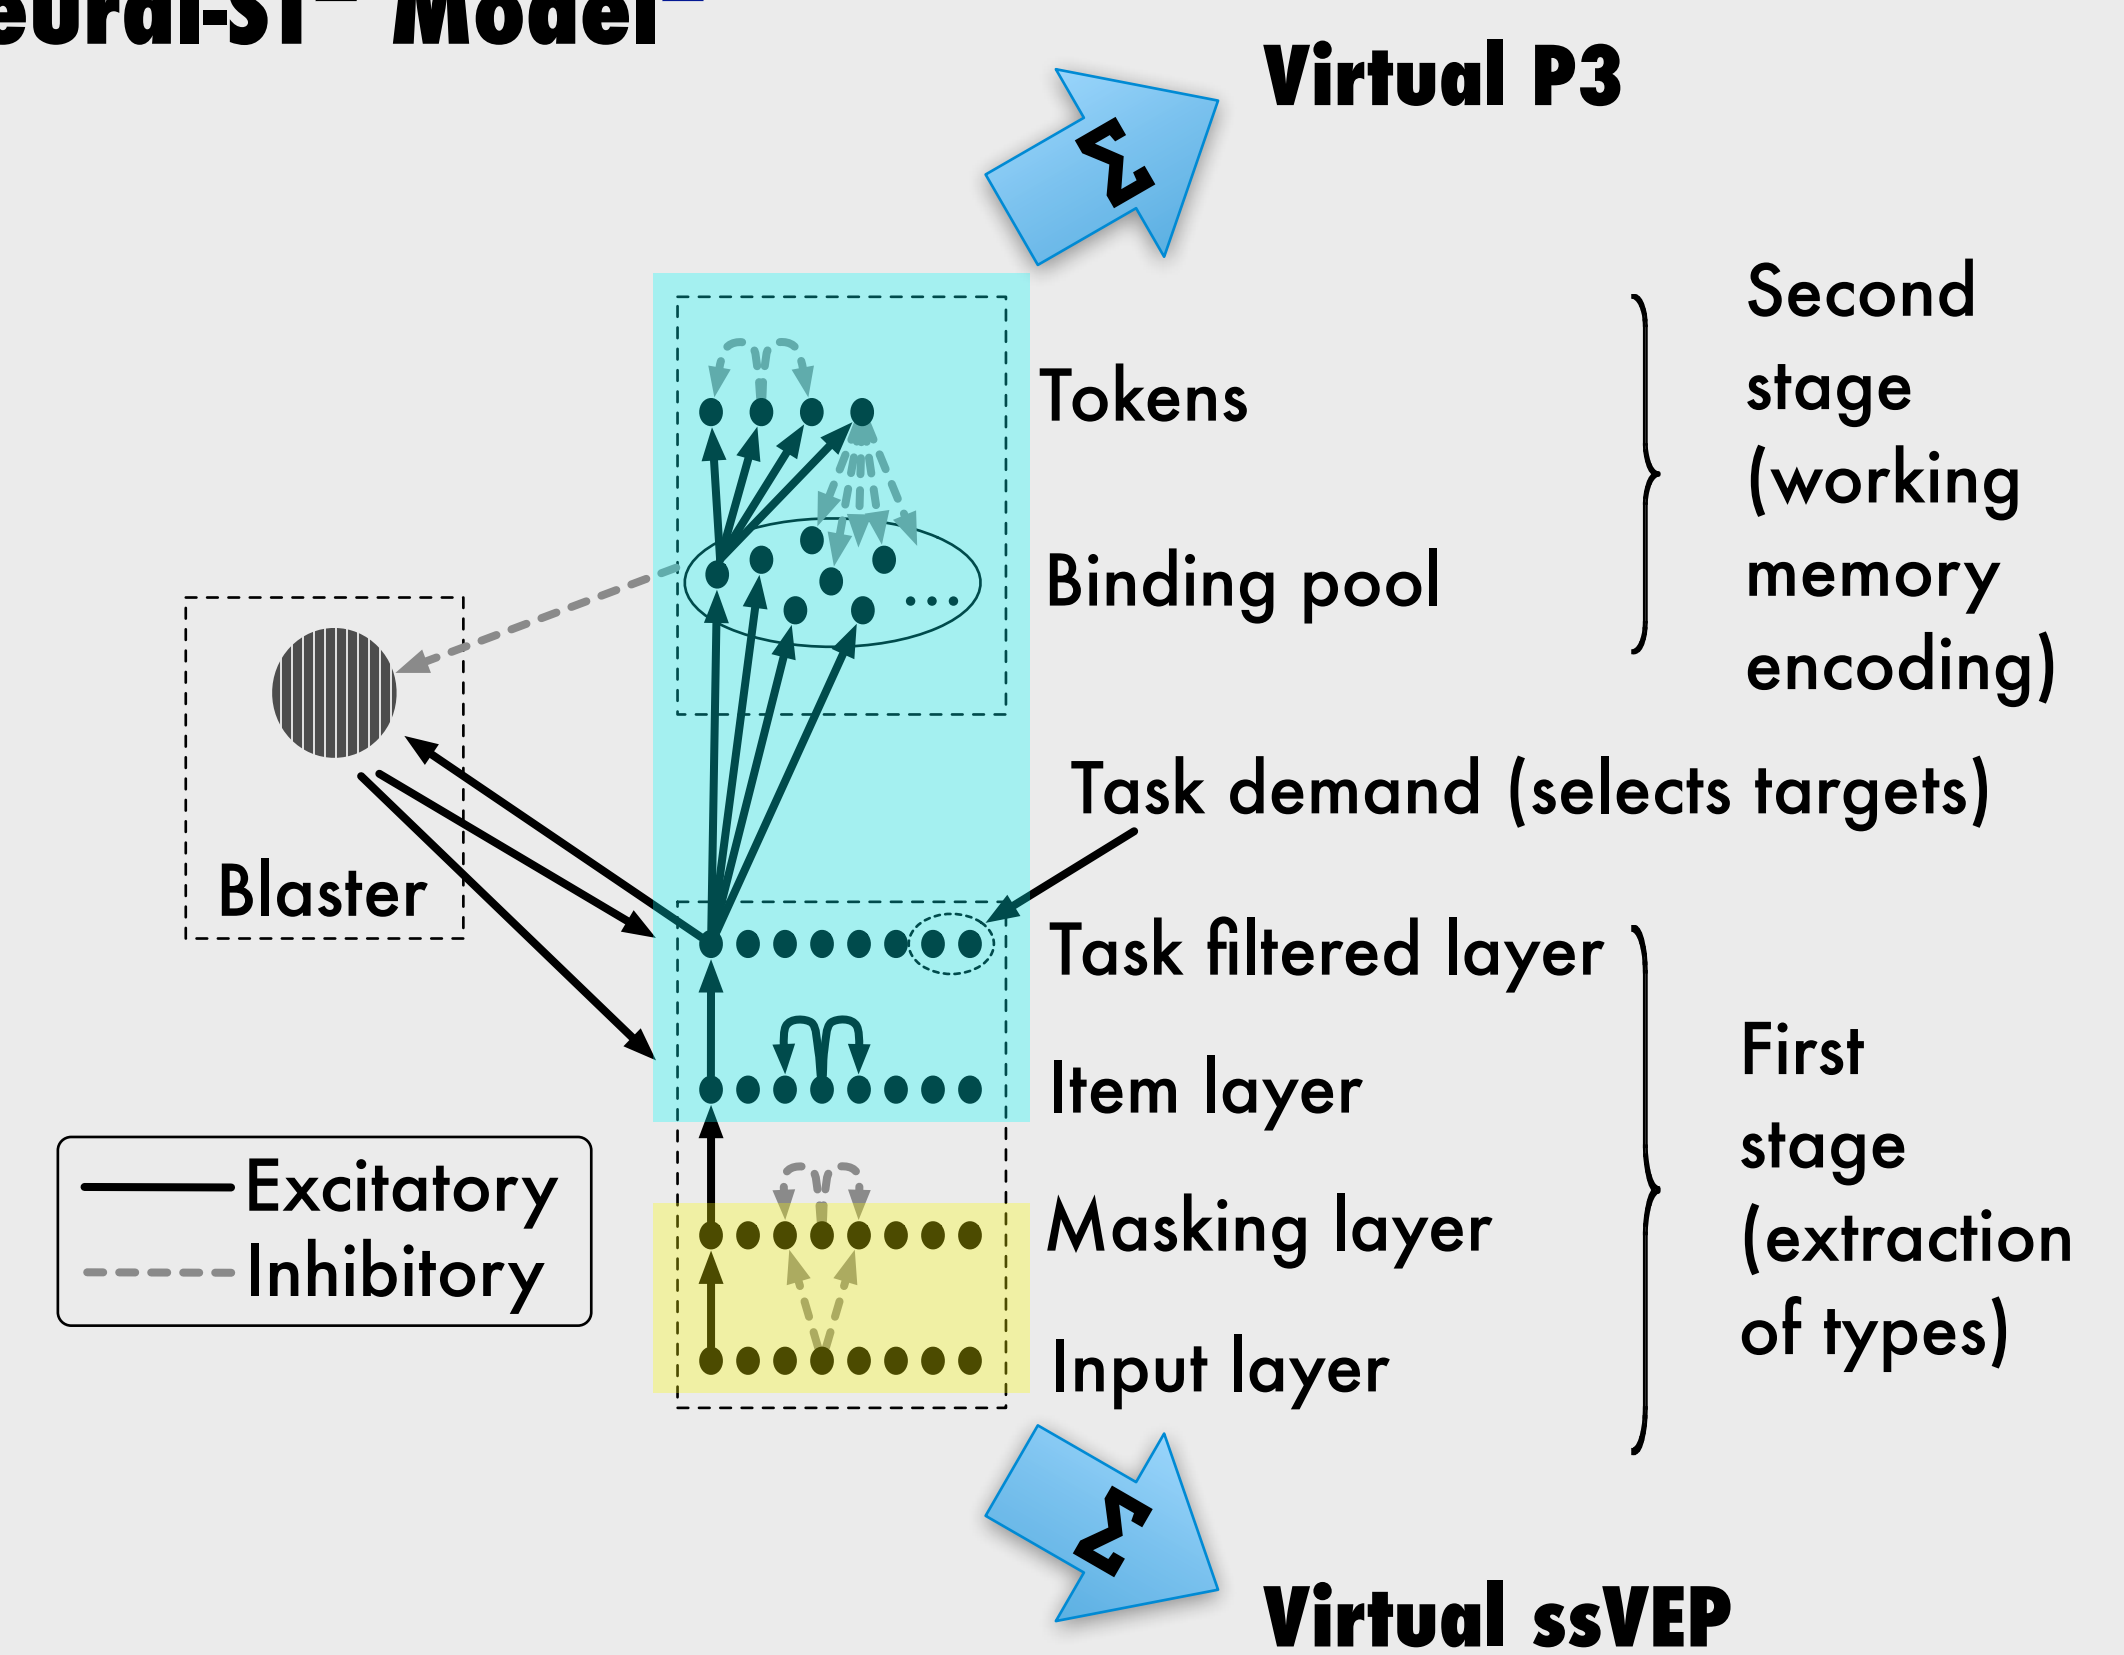 Model
Virtual P3
Σ
Second
stage
(working
memory
encoding)
Tokens
Binding pool
Task demand (selects targets)
Blaster
Task filtered layer
Item layer
First
stage
(extraction
of types)
Excitatory
Inhibitory
Masking layer
Input layer
Σ
Virtual ssVEP